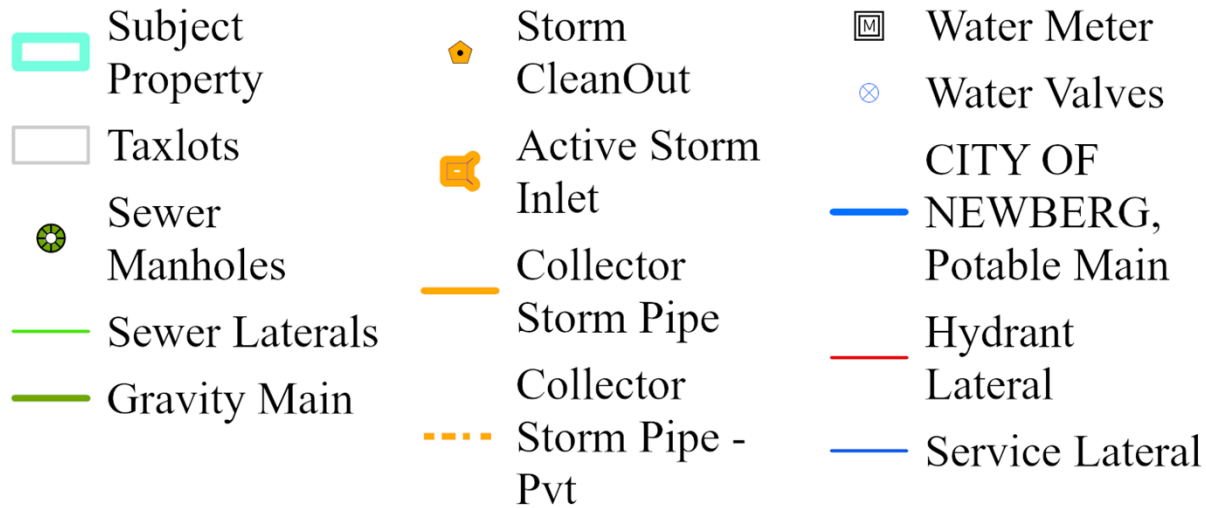 Subject
Property
Taxlots
Sewer
Manholes
Sewer Laterals
Gravity Main
Storm
CleanOut
Active Storm
Inlet
Collector
Storm Pipe
Collector
Storm Pipe -
Pvt
M
Water Meter
Water Valves
CITY OF
NEWBERG,
Potable Main
Hydrant
Lateral
Service Lateral